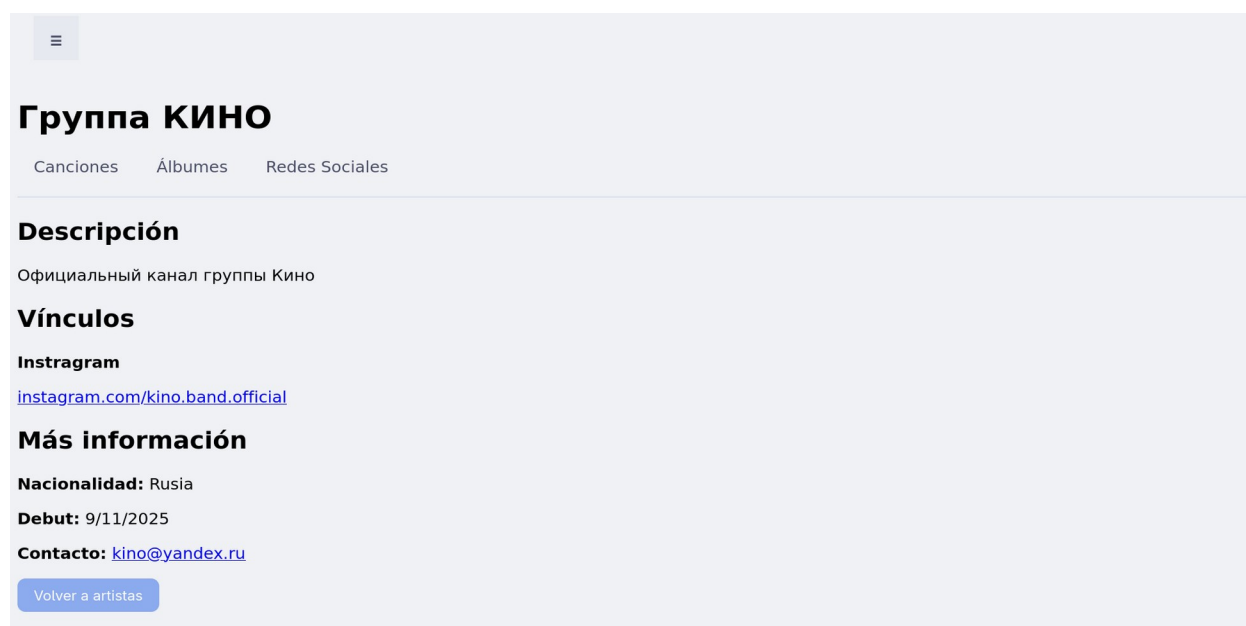 ☰
Группа КИНО
Canciones Álbumes Redes Sociales
Descripción
Официальный канал группы Кино
Vínculos
Instragram
instagram.com/kino.band.official
Más información
Nacionalidad: Rusia
Debut: 9/11/2025
Contacto: kino@yandex.ru
Volver a artistas